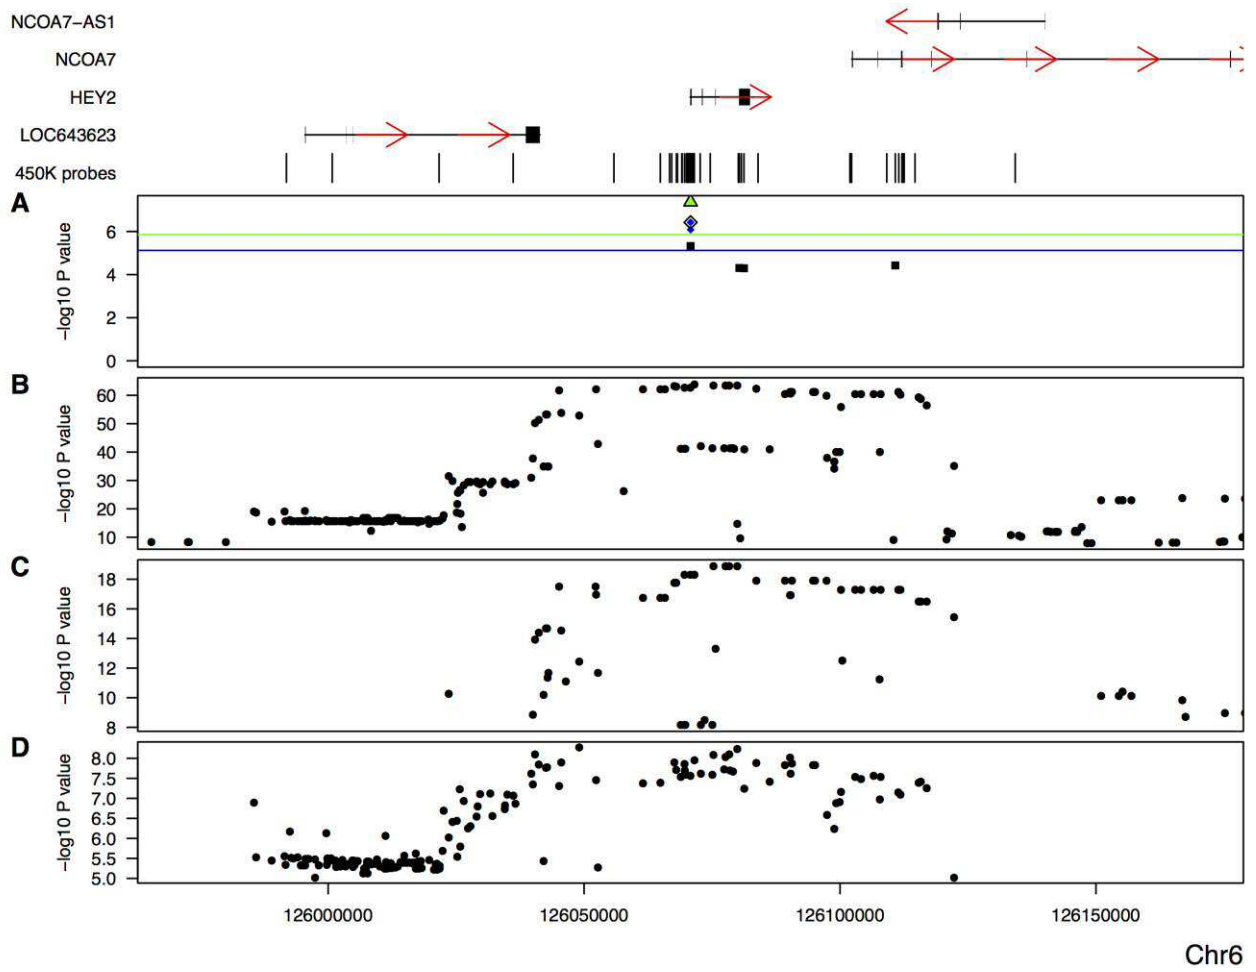 NCOA7−AS1
NCOA7
HEY2
LOC643623
450K probes
A
−log10 P value
6
4
2
0
B
−log10 P value
60
50
40
30
20
10
C
−log10 P value
18
16
14
12
10
8
D
−log10 P value
8.0
7.5
7.0
6.5
6.0
5.5
5.0
126000000 126050000 126100000 126150000
Chr6